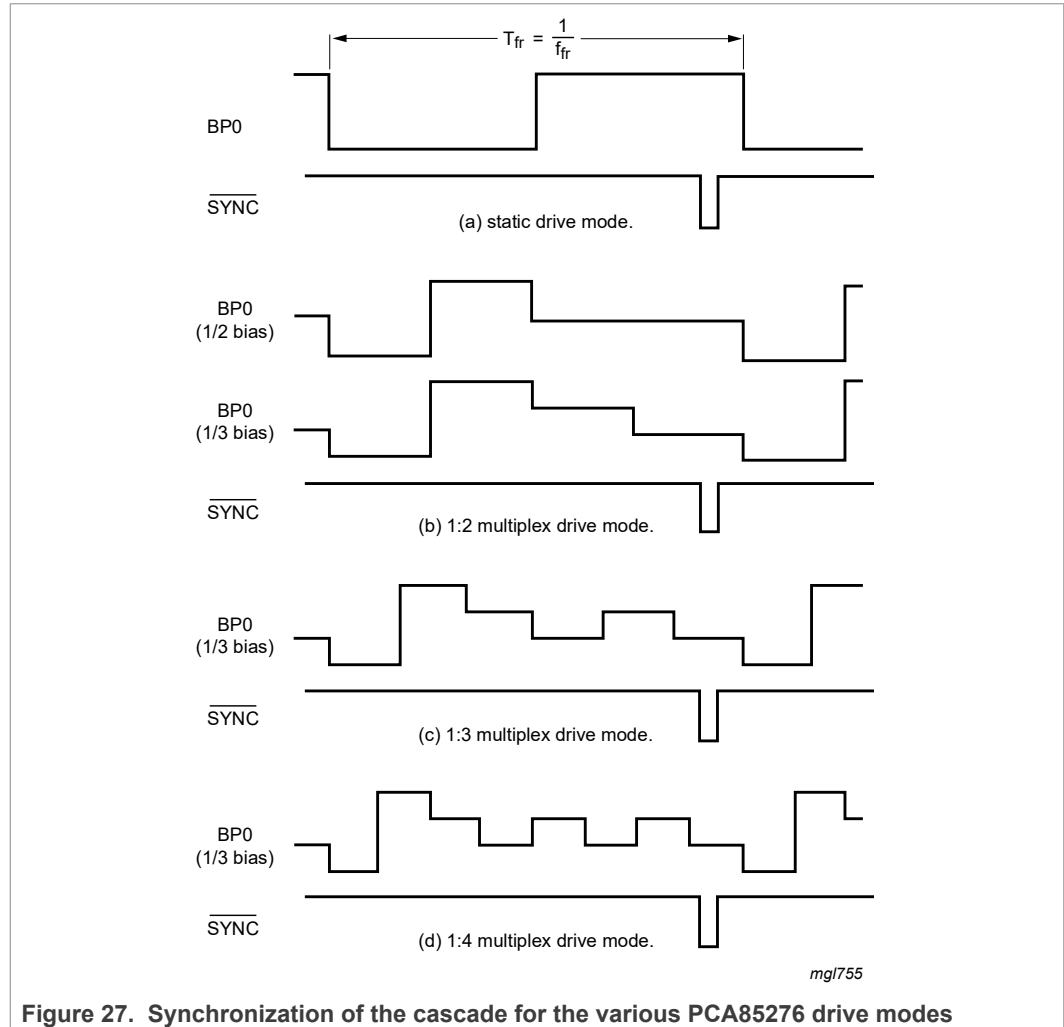 Tfr = 1/ffr
BP0
SYNC
(a) static drive mode.
BP0
(1/2 bias)
BP0
(1/3 bias)
SYNC
(b) 1:2 multiplex drive mode.
BP0
(1/3 bias)
SYNC
(c) 1:3 multiplex drive mode.
BP0
(1/3 bias)
SYNC
(d) 1:4 multiplex drive mode.
mgl755
Figure 27. Synchronization of the cascade for the various PCA85276 drive modes